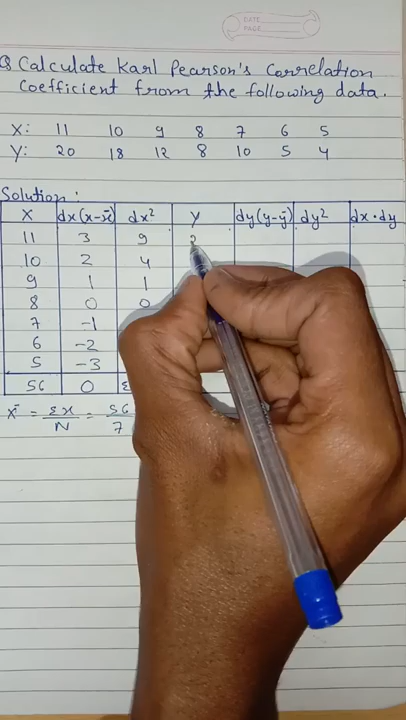 DATE
PAGE
Q Calculate Karl Pearson's Correlation
Coefficient from the following data.
X: 11 10 9 8 7 6 5
Y: 20 18 12 8 10 5 4
Solution:
X dx(x-x̄) dx² Y dy(y-ȳ) dy² dx·dy
11 3 9
10 2 4
9 1 1
8 0 0
7 -1
6 -2
5 -3
56 0 Σ
x̄ = Σx/N = 56/7